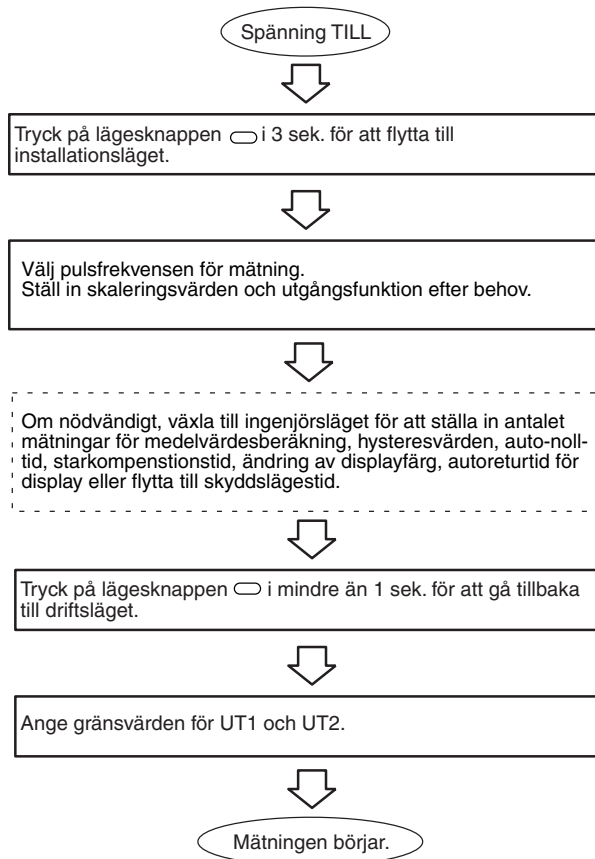 Spänning TILL
Tryck på lägesknappen i 3 sek. för att flytta till
installationsläget.
Välj pulsfrekvensen för mätning.
Ställ in skaleringsvärden och utgångsfunktion efter behov.
Om nödvändigt, växla till ingenjörsläget för att ställa in antalet
mätningar för medelvärdesberäkning, hysteresvärden, auto-noll-
tid, starkompenstionstid, ändring av displayfärg, autoreturtid för
display eller flytta till skyddslägestid.
Tryck på lägesknappen i mindre än 1 sek. för att gå tillbaka
till driftsläget.
Ange gränsvärden för UT1 och UT2.
Mätningen börjar.